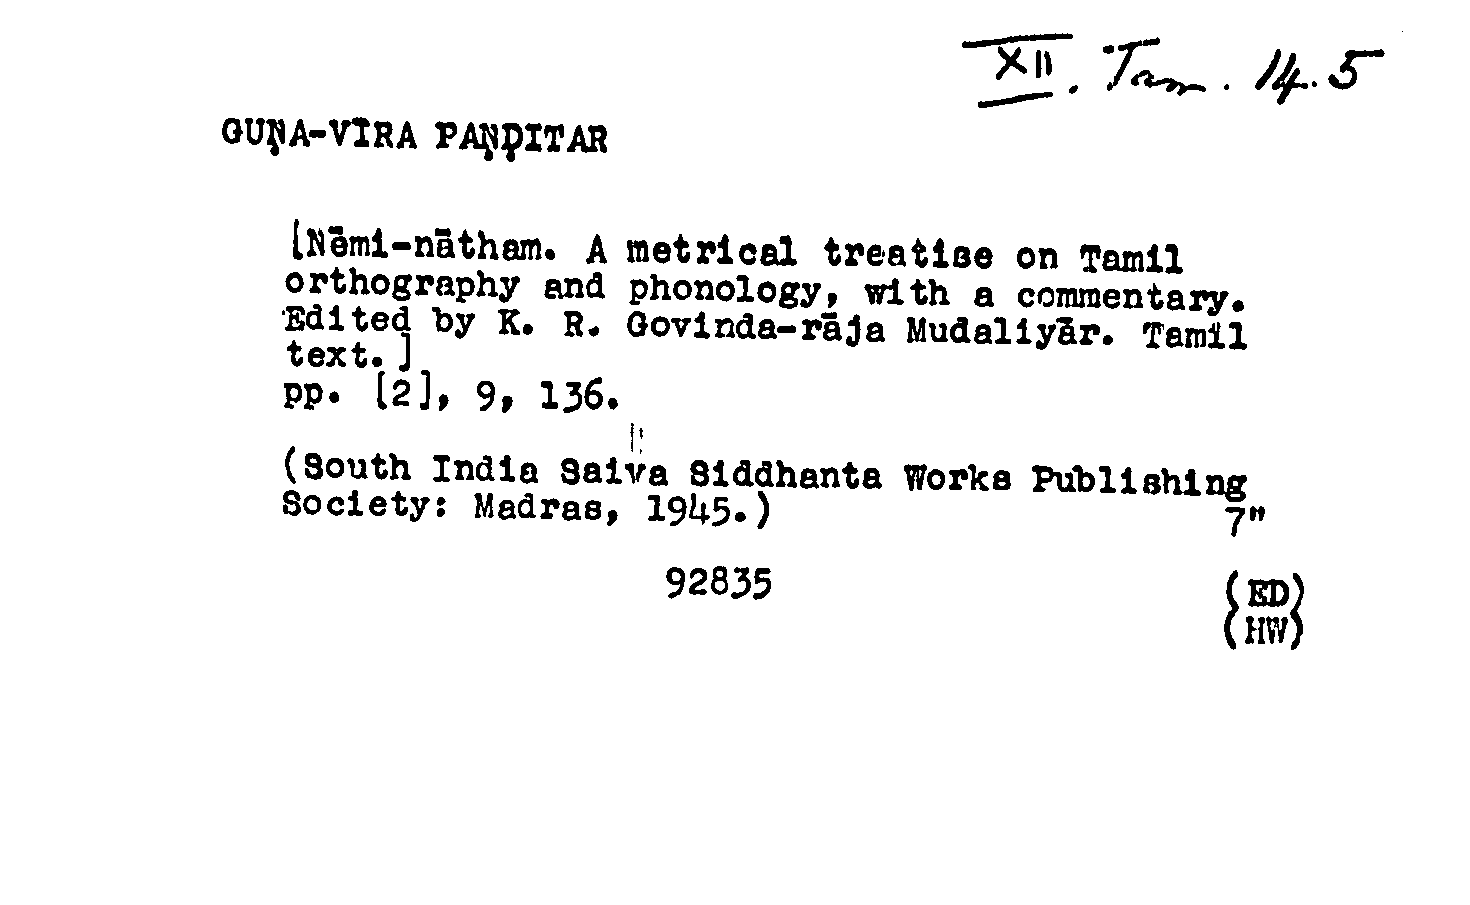 XII. Tam. 14.5
GUṆA-VĪRA PAṆḌITAR
[Nēmi-nātham. A metrical treatise on Tamil
orthography and phonology, with a commentary.
Edited by K. R. Govinda-rāja Mudaliyār. Tamil
text.]
pp. [2], 9, 136.
(South India Saiva Siddhanta Works Publishing
Society: Madras, 1945.)
7"
92835
(ED)
(HW)